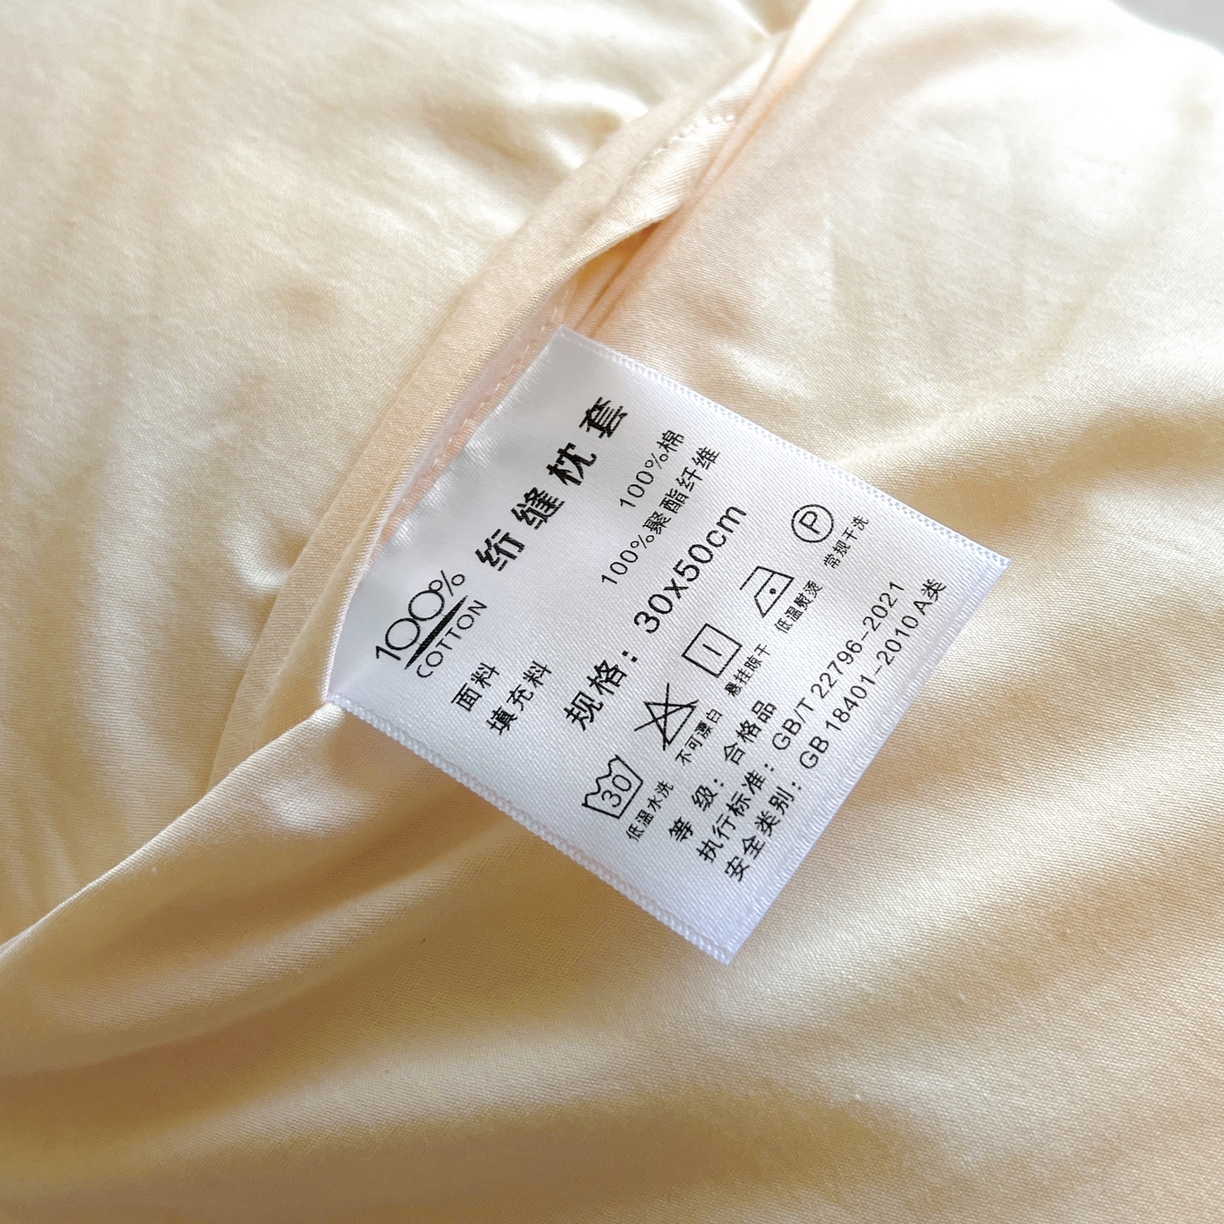 100%
COTTON
绗缝枕套
面料 100%棉
填充料 100%聚酯纤维
规格：30x50cm
30
P
低温水洗 不可漂白 悬挂晾干 低温熨烫 常规干洗
等 级：合格品
执行标准：GB/T 22796-2021
安全类别：GB 18401-2010 A类